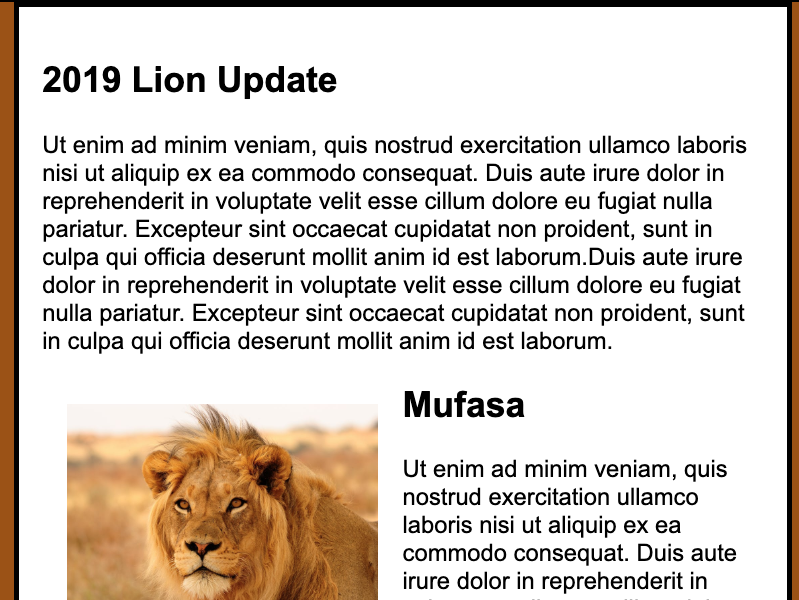 2019 Lion Update
Ut enim ad minim veniam, quis nostrud exercitation ullamco laboris
nisi ut aliquip ex ea commodo consequat. Duis aute irure dolor in
reprehenderit in voluptate velit esse cillum dolore eu fugiat nulla
pariatur. Excepteur sint occaecat cupidatat non proident, sunt in
culpa qui officia deserunt mollit anim id est laborum.Duis aute irure
dolor in reprehenderit in voluptate velit esse cillum dolore eu fugiat
nulla pariatur. Excepteur sint occaecat cupidatat non proident, sunt
in culpa qui officia deserunt mollit anim id est laborum.
Mufasa
Ut enim ad minim veniam, quis
nostrud exercitation ullamco
laboris nisi ut aliquip ex ea
commodo consequat. Duis aute
irure dolor in reprehenderit in